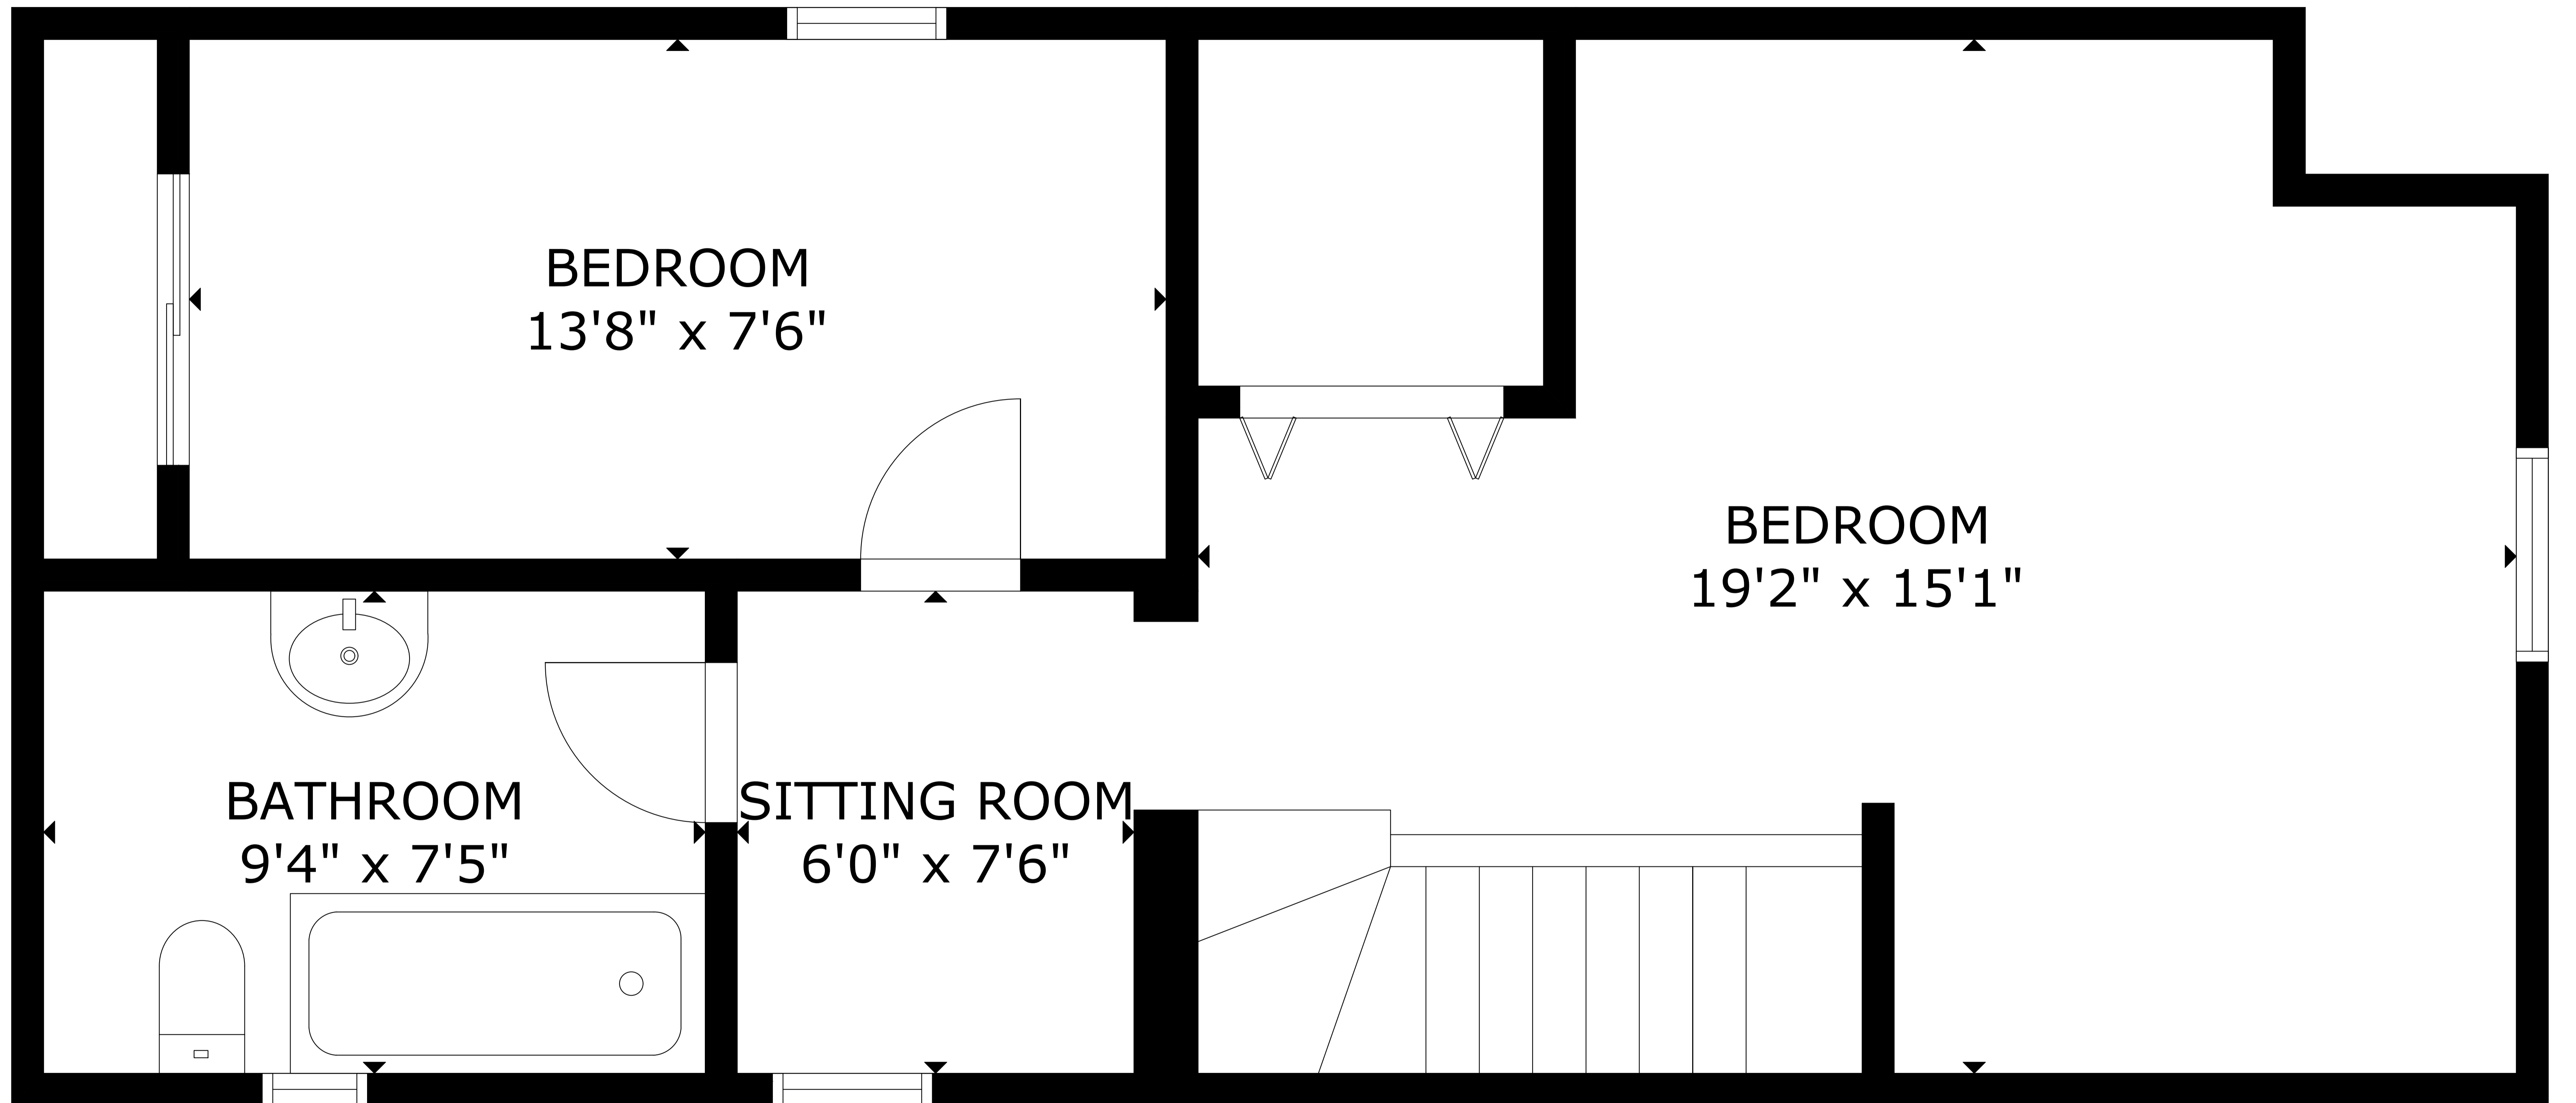 BEDROOM
13'8" x 7'6"
BEDROOM
19'2" x 15'1"
BATHROOM
9'4" x 7'5"
SITTING ROOM
6'0" x 7'6"